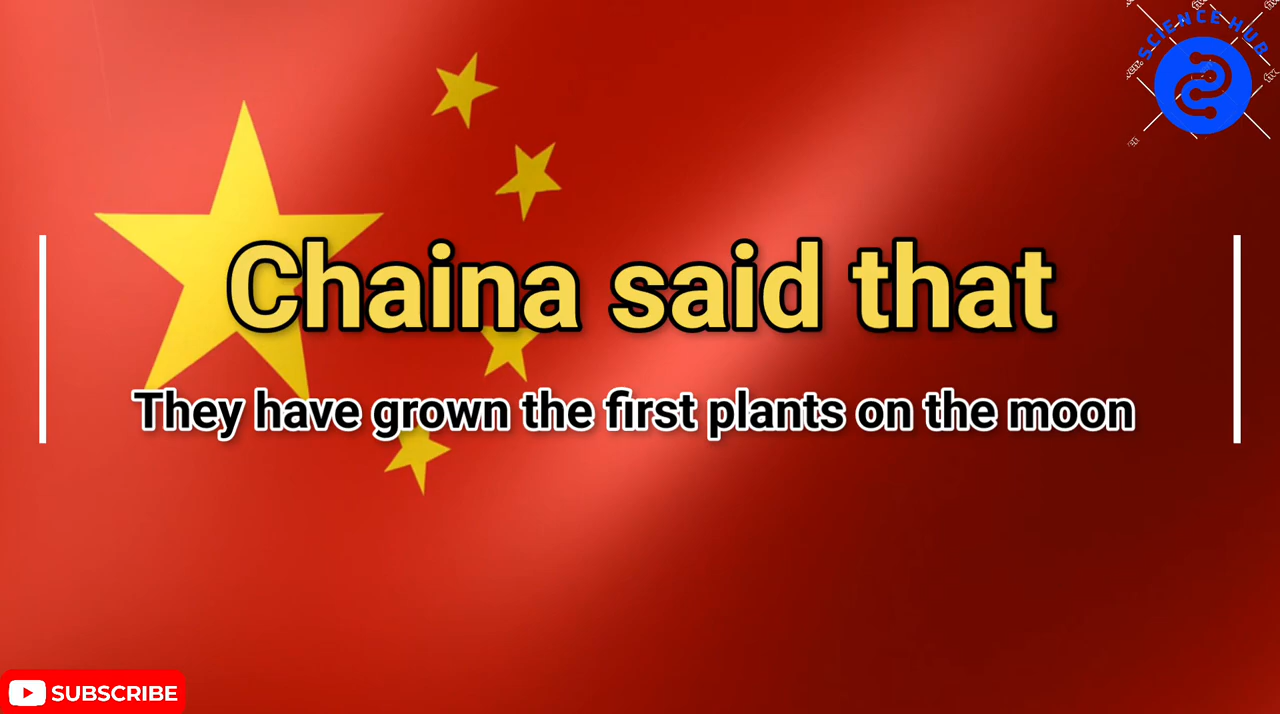 SCIENCE HUB
Chaina said that
They have grown the first plants on the moon
SUBSCRIBE